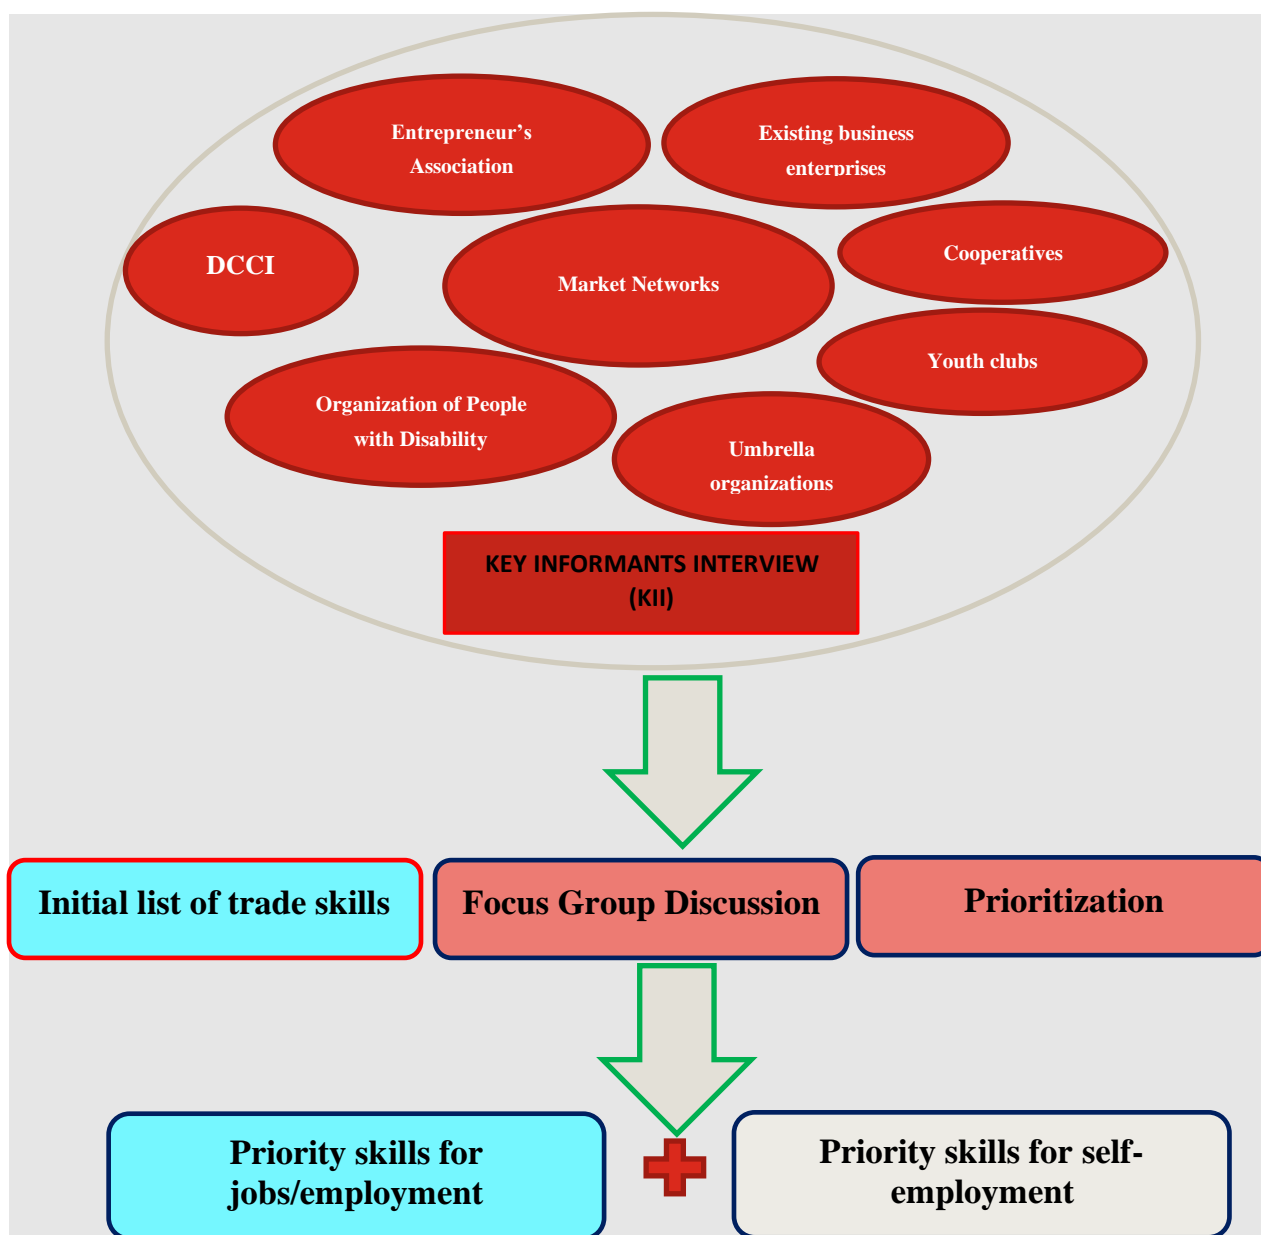 Entrepreneur’s
Association
Existing business
enterprises
DCCI
Market Networks
Cooperatives
Youth clubs
Organization of People
with Disability
Umbrella
organizations
KEY INFORMANTS INTERVIEW
(KII)
Initial list of trade skills
Focus Group Discussion
Prioritization
Priority skills for
jobs/employment
Priority skills for self-
employment